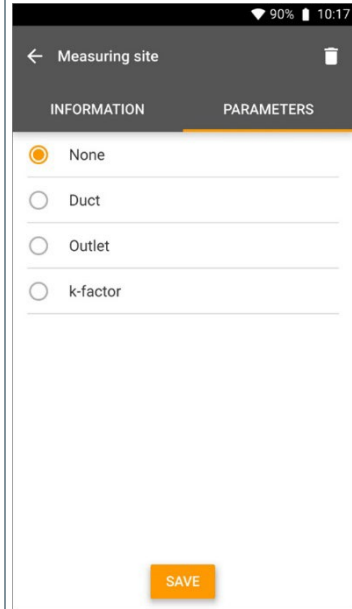 90% 10:17
Measuring site
INFORMATION PARAMETERS
None
Duct
Outlet
k-factor
SAVE